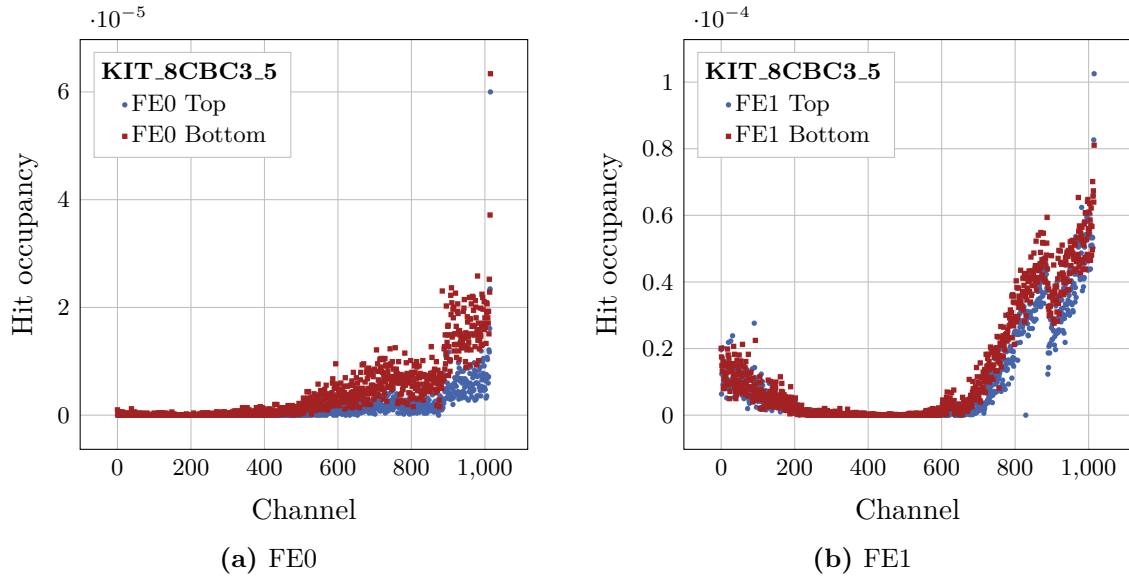 ·10⁻⁵
6
4
2
0
KIT_8CBC3_5
FE0 Top
FE0 Bottom
Hit occupancy
0 200 400 600 800 1,000
Channel
(a) FE0
·10⁻⁴
1
0.8
0.6
0.4
0.2
0
KIT_8CBC3_5
FE1 Top
FE1 Bottom
Hit occupancy
0 200 400 600 800 1,000
Channel
(b) FE1